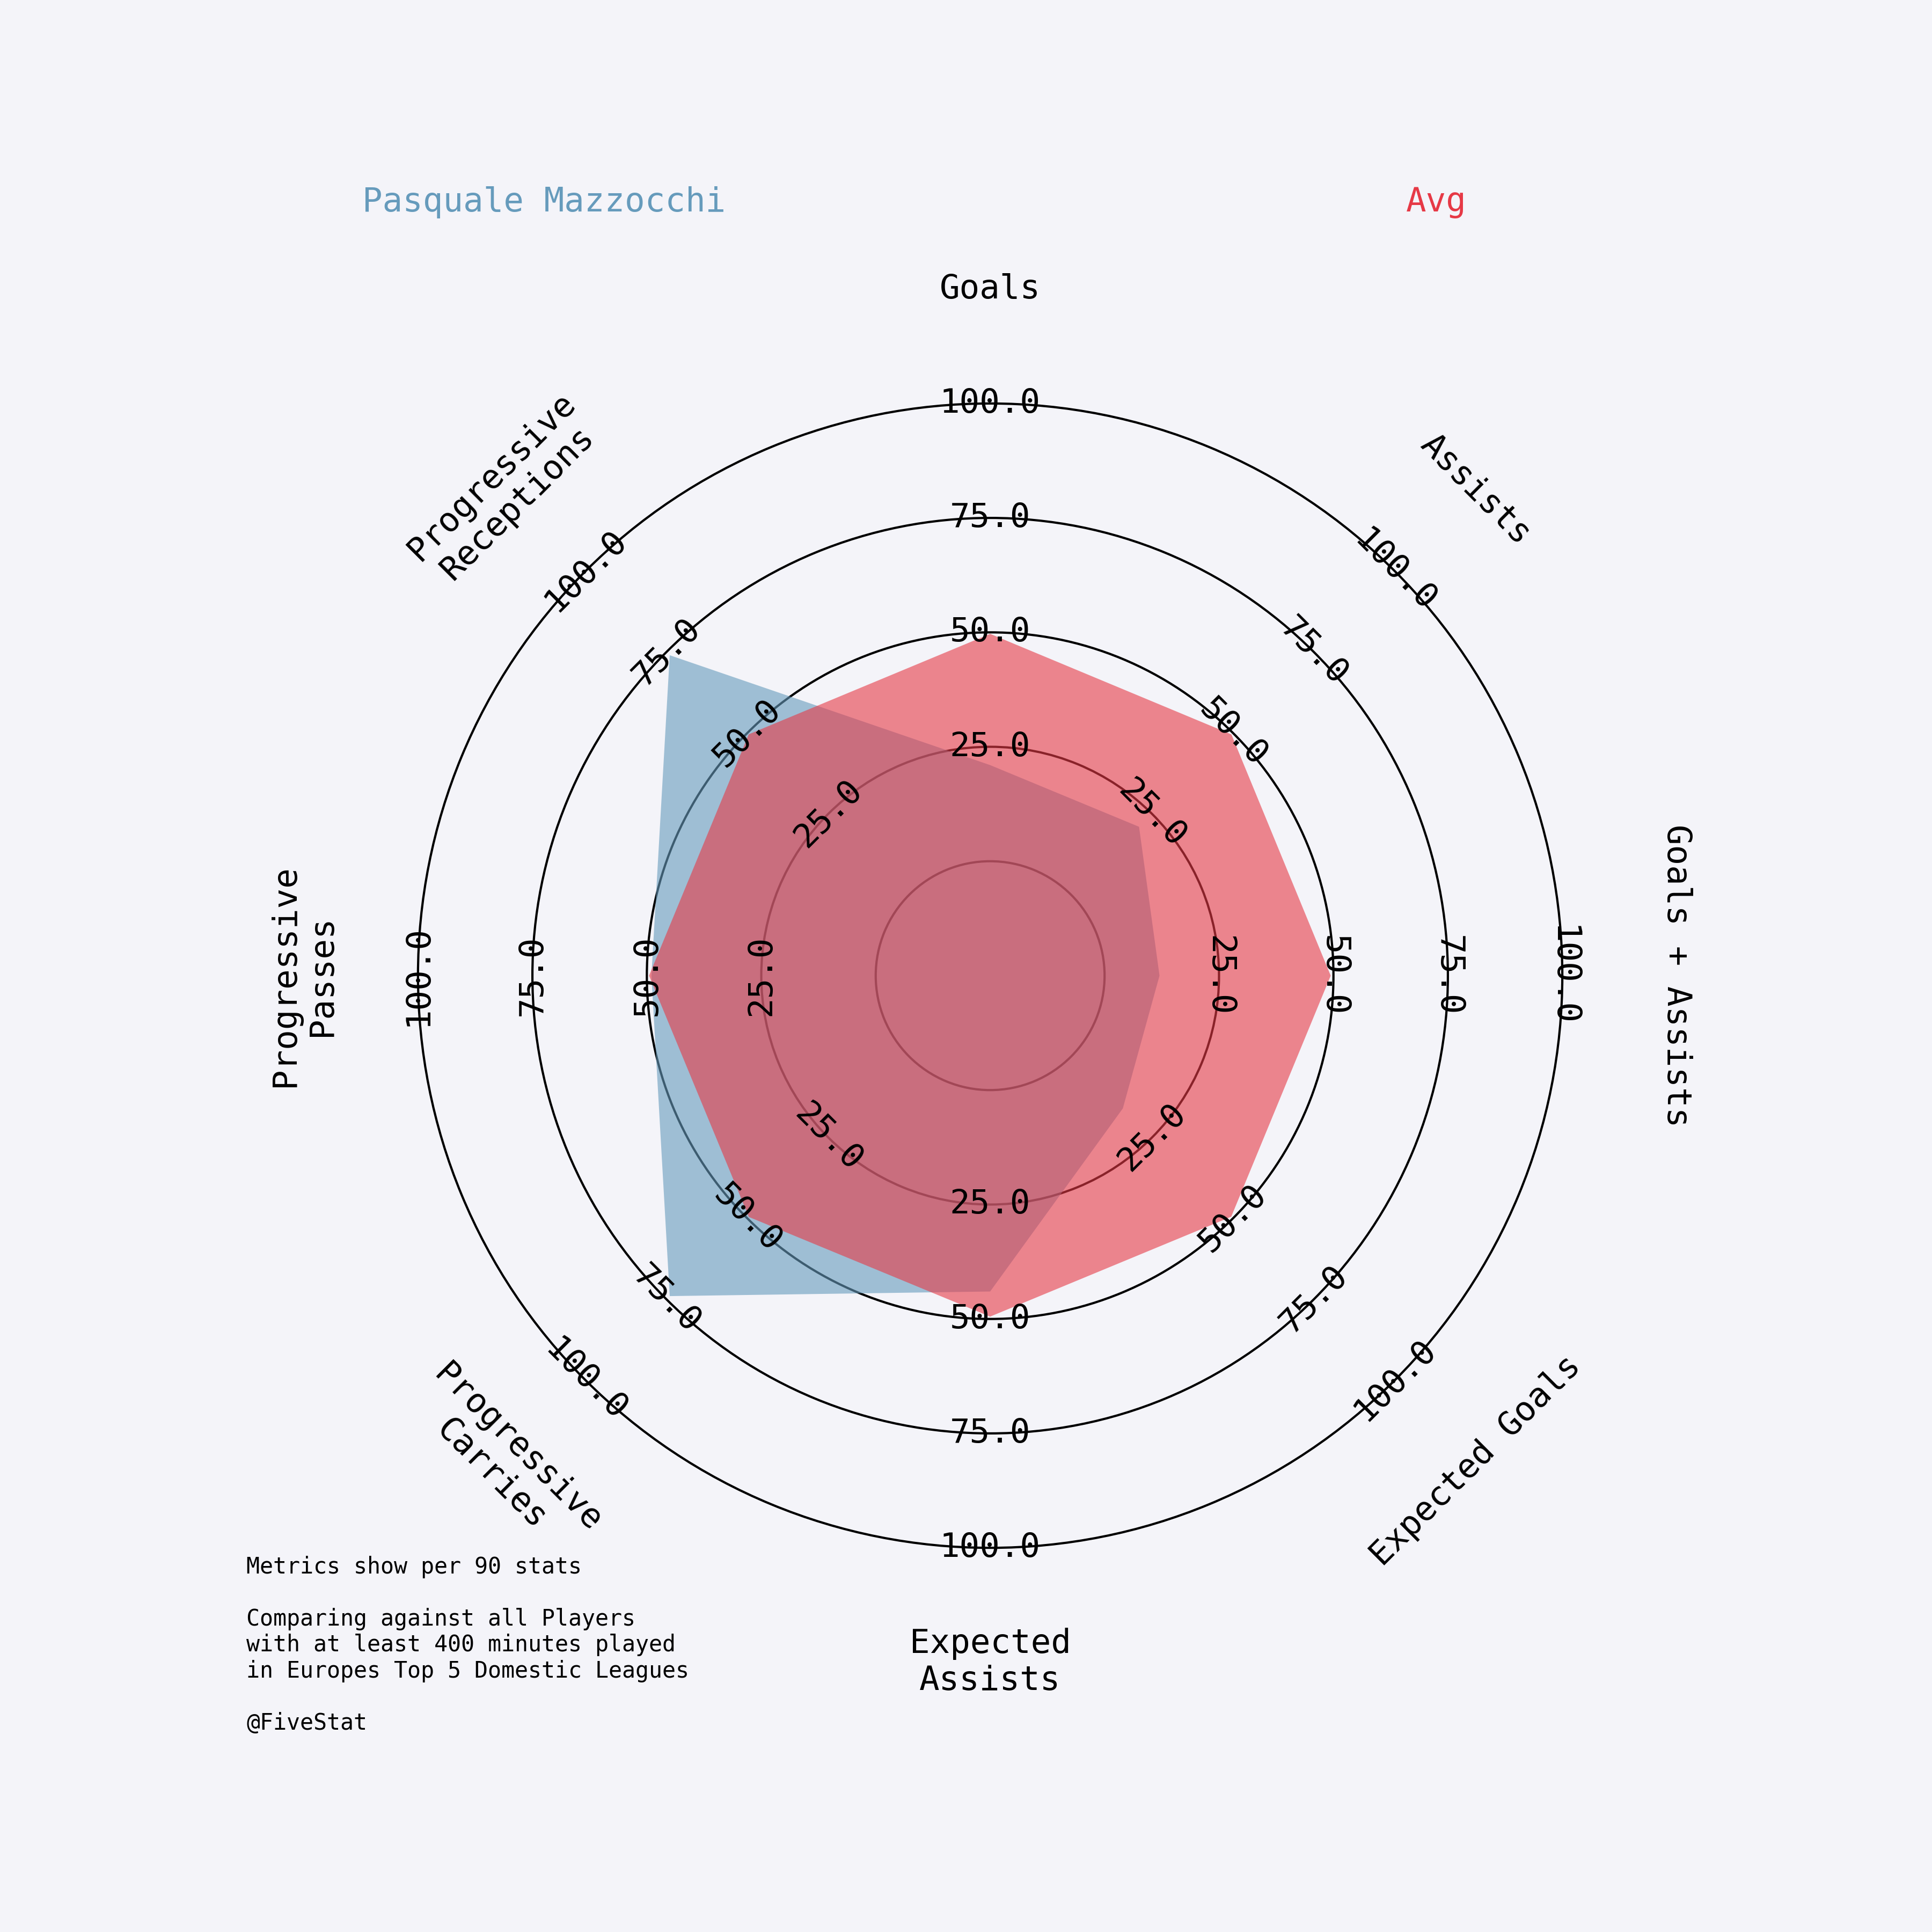 Pasquale Mazzocchi
Avg
Goals
Assists
Goals + Assists
Expected Goals
Expected
Assists
Progressive
Carries
Progressive
Passes
Progressive
Receptions
25.0
50.0
75.0
100.0
25.0
50.0
75.0
100.0
25.0
50.0
75.0
100.0
25.0
50.0
75.0
100.0
25.0
50.0
75.0
100.0
25.0
50.0
75.0
100.0
25.0
50.0
75.0
100.0
25.0
50.0
75.0
100.0
Metrics show per 90 stats
Comparing against all Players
with at least 400 minutes played
in Europes Top 5 Domestic Leagues
@FiveStat